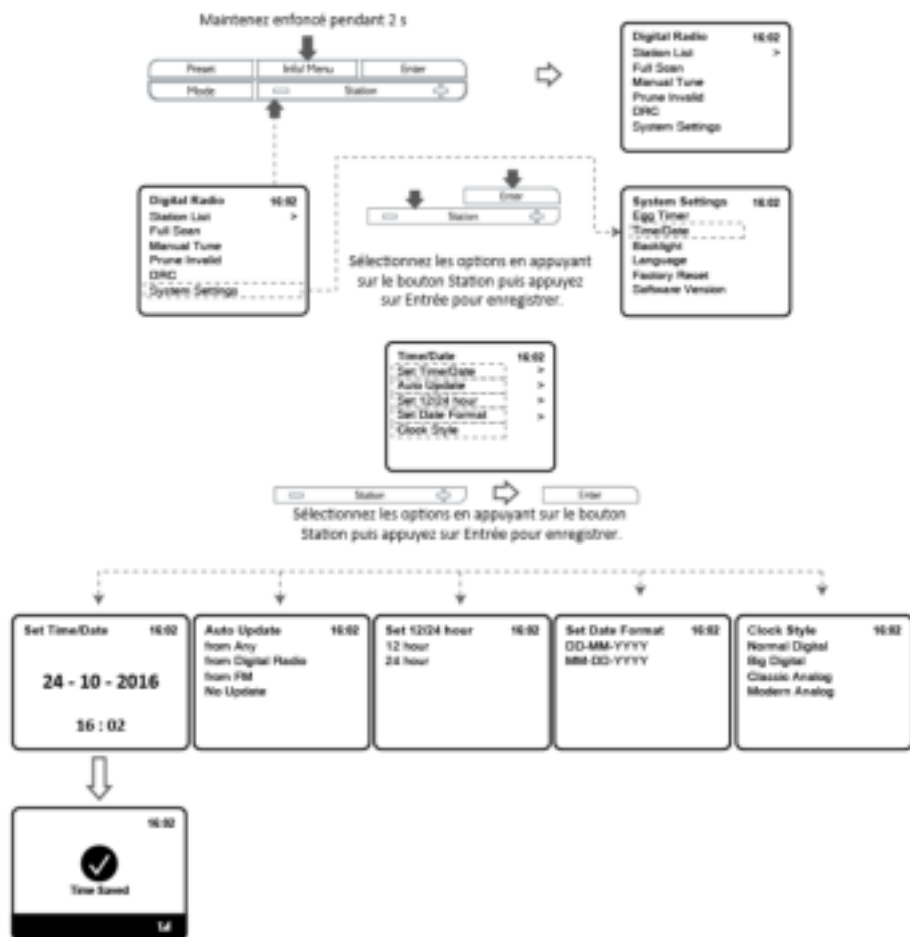 Maintenez enfoncé pendant 2 s
Preset Info/ Menu Enter
Mode Station
Digital Radio 16:02
Station List >
Full Scan
Manual Tune
Prune Invalid
DRC
System Settings
Digital Radio 16:02
Station List >
Full Scan
Manual Tune
Prune Invalid
DRC
System Settings
Enter
Station
Sélectionnez les options en appuyant
sur le bouton Station puis appuyez
sur Entrée pour enregistrer.
System Settings 16:02
Egg Timer
Time/Date
Backlight
Language
Factory Reset
Software Version
Time/Date 16:02
Set Time/Date >
Auto Update >
Set 12/24 hour >
Set Date Format >
Clock Style
Station Enter
Sélectionnez les options en appuyant sur le bouton
Station puis appuyez sur Entrée pour enregistrer.
Set Time/Date 16:02
24 - 10 - 2016
16 : 02
Auto Update 16:02
from Any
from Digital Radio
from FM
No Update
Set 12/24 hour 16:02
12 hour
24 hour
Set Date Format 16:02
DD-MM-YYYY
MM-DD-YYYY
Clock Style 16:02
Normal Digital
Big Digital
Classic Analog
Modern Analog
16:02
Time Saved